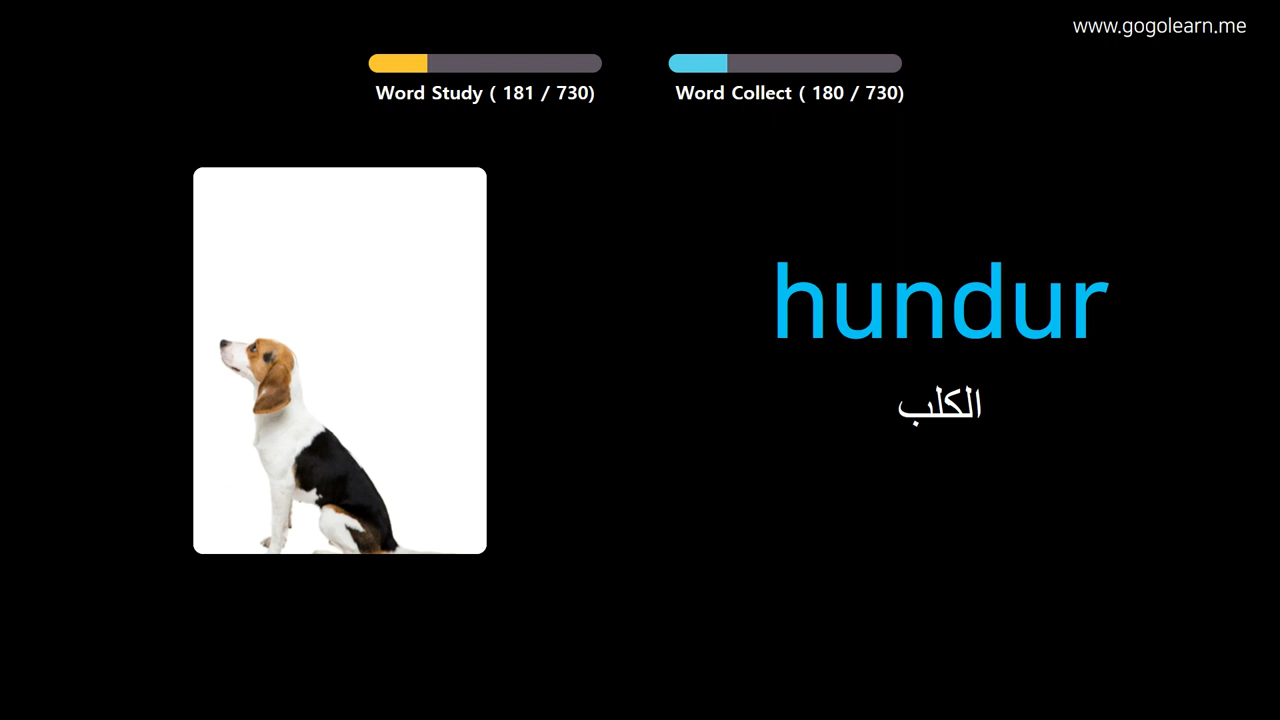 www.gogolearn.me
Word Study ( 181 / 730)
Word Collect ( 180 / 730)
hundur
الكلب